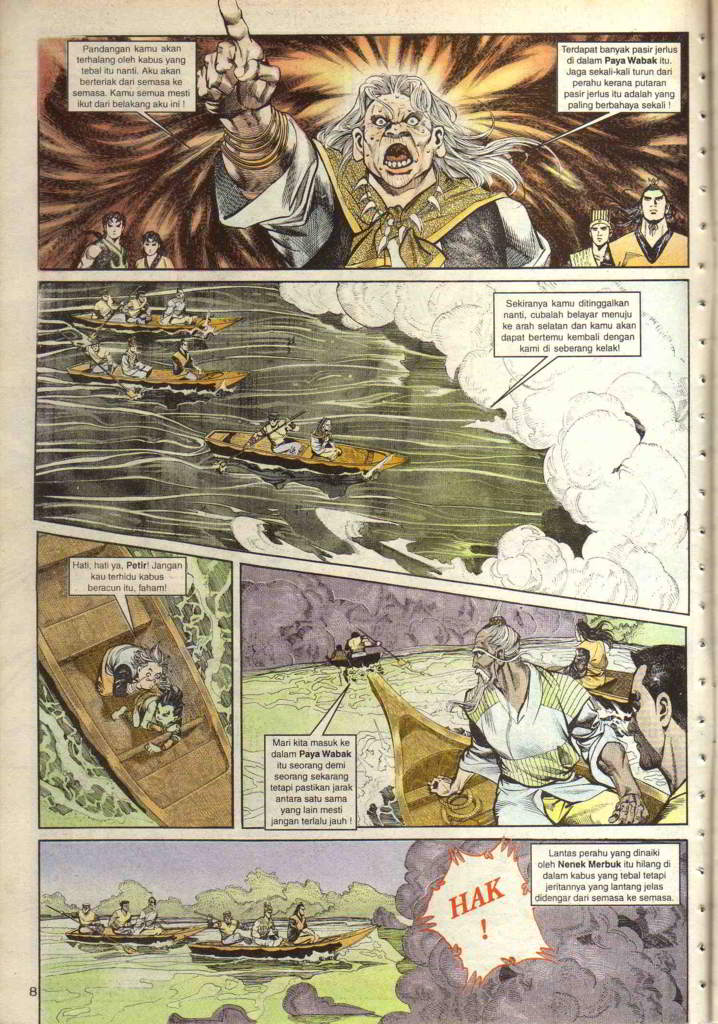 Pandangan kamu akan
terhalang oleh kabus yang
tebal itu nanti. Aku akan
berteriak dari semasa ke
semasa. Kamu semua mesti
ikut dari belakang aku ini !
Terdapat banyak pasir jerlus
di dalam Paya Wabak itu.
Jaga sekali-kali turun dari
perahu kerana putaran
pasir jerlus itu adalah yang
paling berbahaya sekali !
Sekiranya kamu ditinggalkan
nanti, cubalah belayar menuju
ke arah selatan dan kamu akan
dapat bertemu kembali dengan
kami di seberang kelak!
Hati, hati ya, Petir! Jangan
kau terhidu kabus
beracun itu, faham!
Mari kita masuk ke
dalam Paya Wabak
itu seorang demi
seorang sekarang
tetapi pastikan jarak
antara satu sama
yang lain mesti
jangan terlalu jauh !
Lantas perahu yang dinaiki
oleh Nenek Merbuk itu hilang di
dalam kabus yang tebal tetapi
jeritannya yang lantang jelas
didengar dari semasa ke semasa.
HAK
!
8